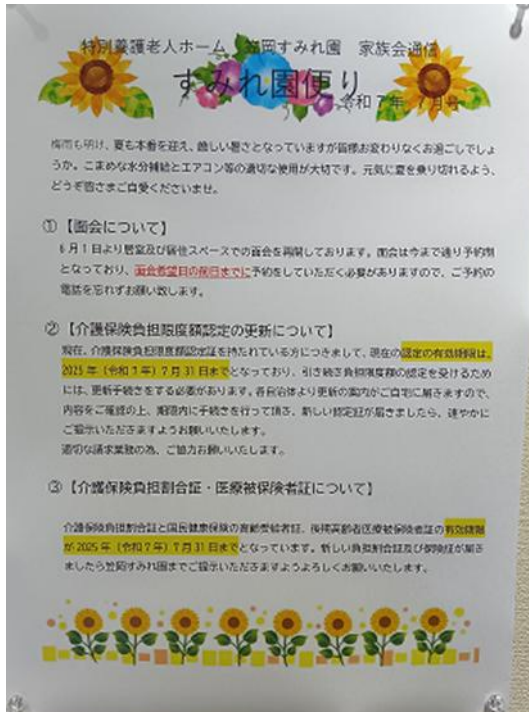 特別養護老人ホーム 笠岡すみれ園 家族会通信
すみれ園便り
令和7年 7月号
梅雨も明け、夏も本番を迎え、厳しい暑さとなっていますが皆様お変わりなくお過ごしでしょ
うか。こまめな水分補給とエアコン等の適切な使用が大切です。元気に夏を乗り切れるよう、
どうぞ皆さまご自愛くださいませ。
①【面会について】
6月1日より居室及び居住スペースでの面会を再開しております。面会は今まで通り予約制
となっており、面会希望日の前日までに予約をしていただく必要がありますので、ご予約の
電話を忘れずお願い致します。
②【介護保険負担限度額認定の更新について】
現在、介護保険負担限度額認定証を持たれている方につきまして、現在の認定の有効期限は、
2025年（令和7年）7月31日までとなっており、引き続き負担限度額の認定を受けるため
には、更新手続きをする必要があります。各自治体より更新の案内がご自宅に届きますので、
内容をご確認の上、期限内に手続きを行って頂き、新しい認定証が届きましたら、速やかに
ご提示いただきますようお願いいたします。
適切な請求業務の為、ご協力お願いいたします。
③【介護保険負担割合証・医療被保険者証について】
介護保険負担割合証と国民健康保険の高齢受給者証、後期高齢者医療被保険者証の有効期限
が2025年（令和7年）7月31日までとなっています。新しい負担割合証及び保険証が届き
ましたら笠岡すみれ園までご提示いただきますようよろしくお願いいたします。